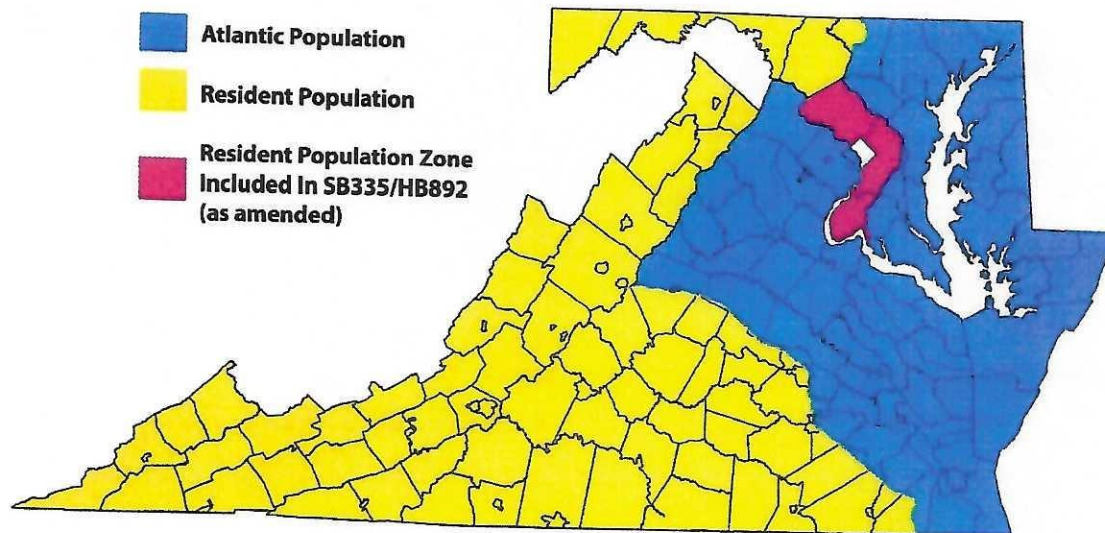 Atlantic Population
Resident Population
Resident Population Zone
Included In SB335/HB892
(as amended)